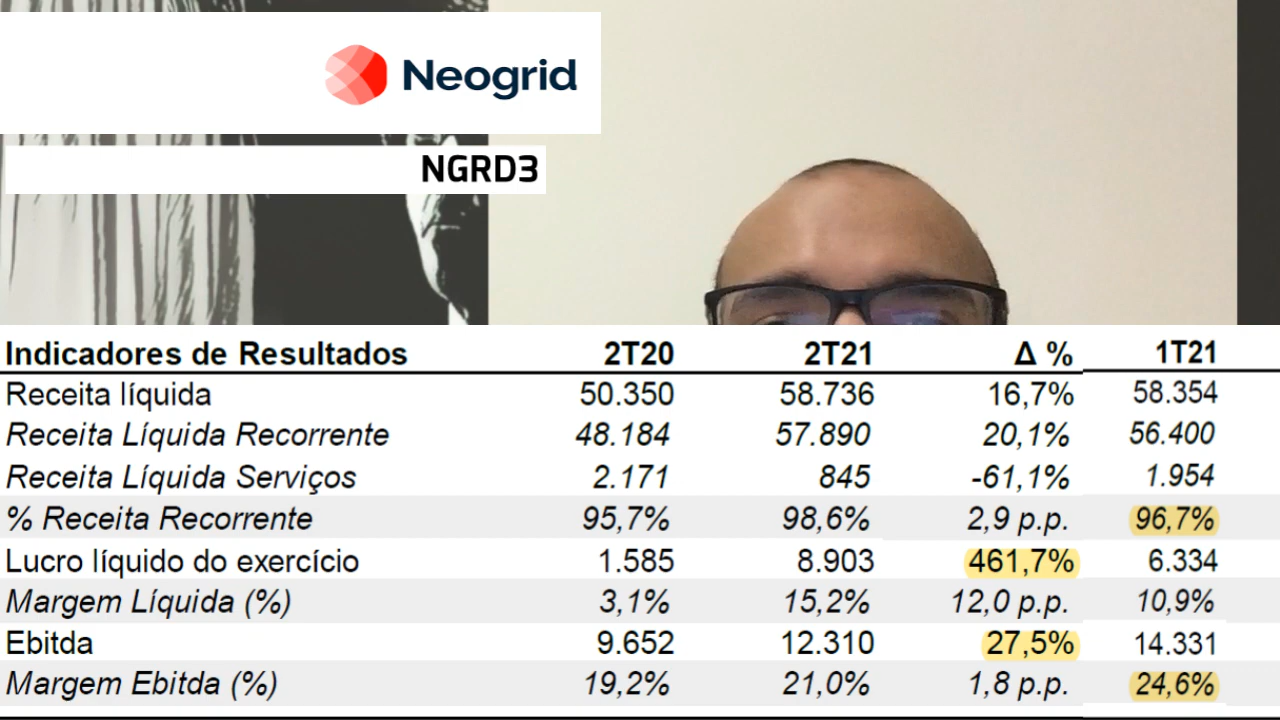 Neogrid
NGRD3
Indicadores de Resultados 2T20 2T21 Δ % 1T21
Receita líquida 50.350 58.736 16,7% 58.354
Receita Líquida Recorrente 48.184 57.890 20,1% 56.400
Receita Líquida Serviços 2.171 845 -61,1% 1.954
% Receita Recorrente 95,7% 98,6% 2,9 p.p. 96,7%
Lucro líquido do exercício 1.585 8.903 461,7% 6.334
Margem Líquida (%) 3,1% 15,2% 12,0 p.p. 10,9%
Ebitda 9.652 12.310 27,5% 14.331
Margem Ebitda (%) 19,2% 21,0% 1,8 p.p. 24,6%